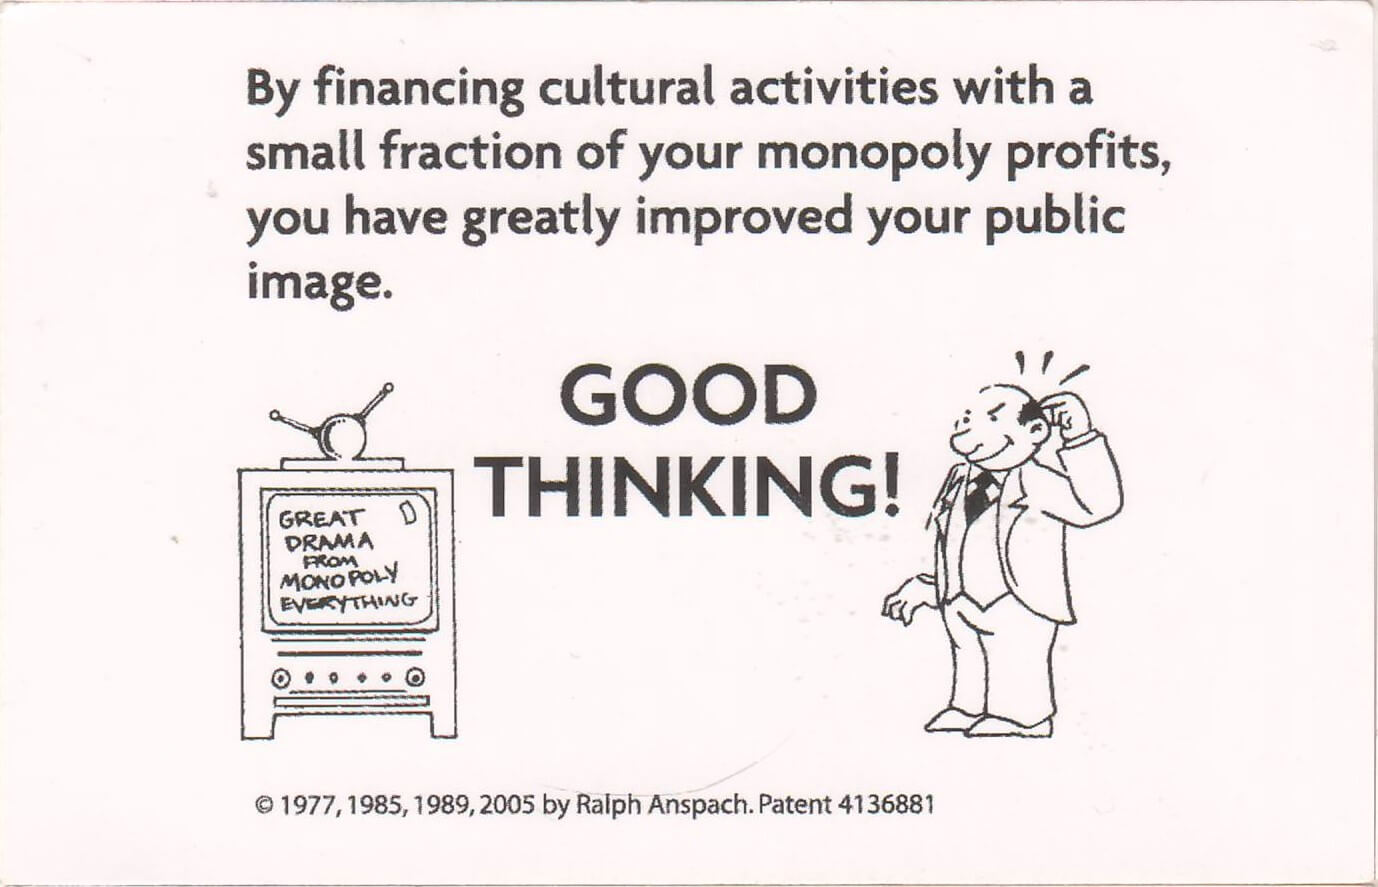 By financing cultural activities with a
small fraction of your monopoly profits,
you have greatly improved your public
image.
GOOD
THINKING!
GREAT
DRAMA
FROM
MONOPOLY
EVERYTHING
© 1977, 1985, 1989, 2005 by Ralph Anspach. Patent 4136881